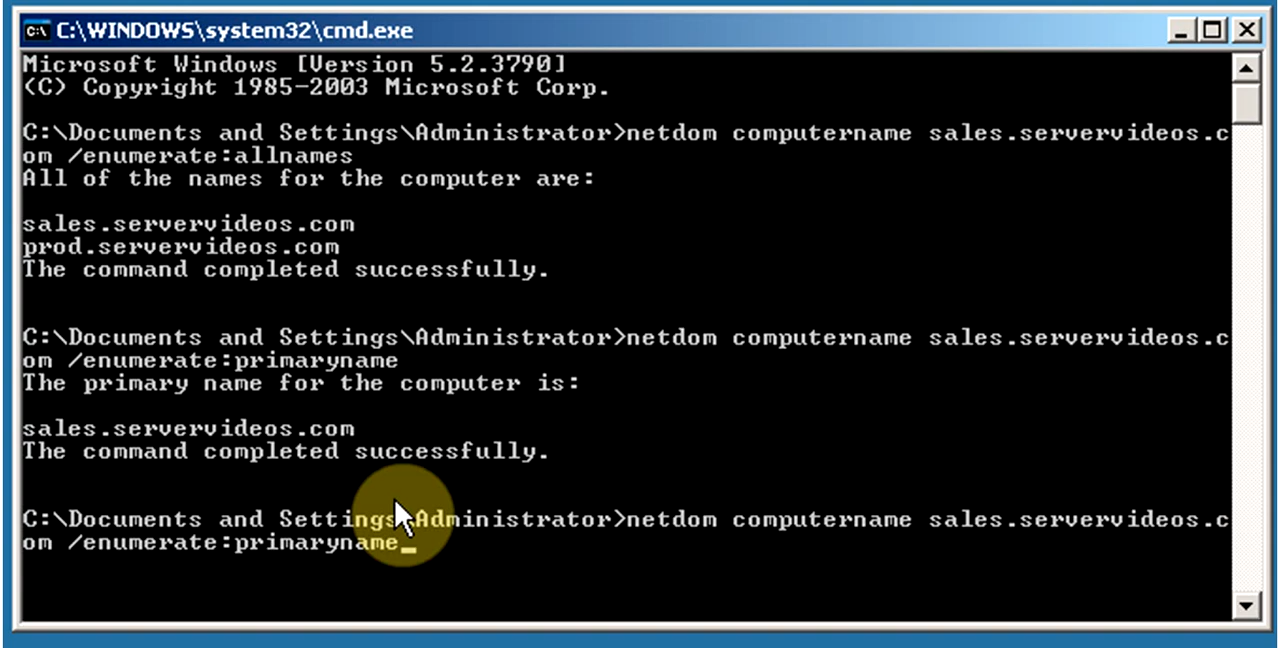 C:\WINDOWS\system32\cmd.exe
Microsoft Windows [Version 5.2.3790]
(C) Copyright 1985-2003 Microsoft Corp.
C:\Documents and Settings\Administrator>netdom computername sales.servervideos.c
om /enumerate:allnames
All of the names for the computer are:
sales.servervideos.com
prod.servervideos.com
The command completed successfully.
C:\Documents and Settings\Administrator>netdom computername sales.servervideos.c
om /enumerate:primaryname
The primary name for the computer is:
sales.servervideos.com
The command completed successfully.
C:\Documents and Settings\Administrator>netdom computername sales.servervideos.c
om /enumerate:primaryname_